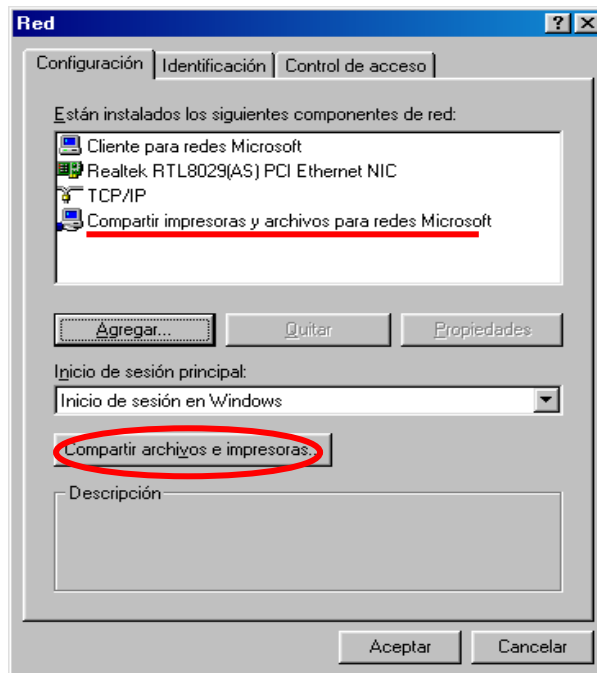 Red
Configuración Identificación Control de acceso
Están instalados los siguientes componentes de red:
Cliente para redes Microsoft
Realtek RTL8029(AS) PCI Ethernet NIC
TCP/IP
Compartir impresoras y archivos para redes Microsoft
Agregar... Quitar Propiedades
Inicio de sesión principal:
Inicio de sesión en Windows
Compartir archivos e impresoras...
Descripción
Aceptar Cancelar